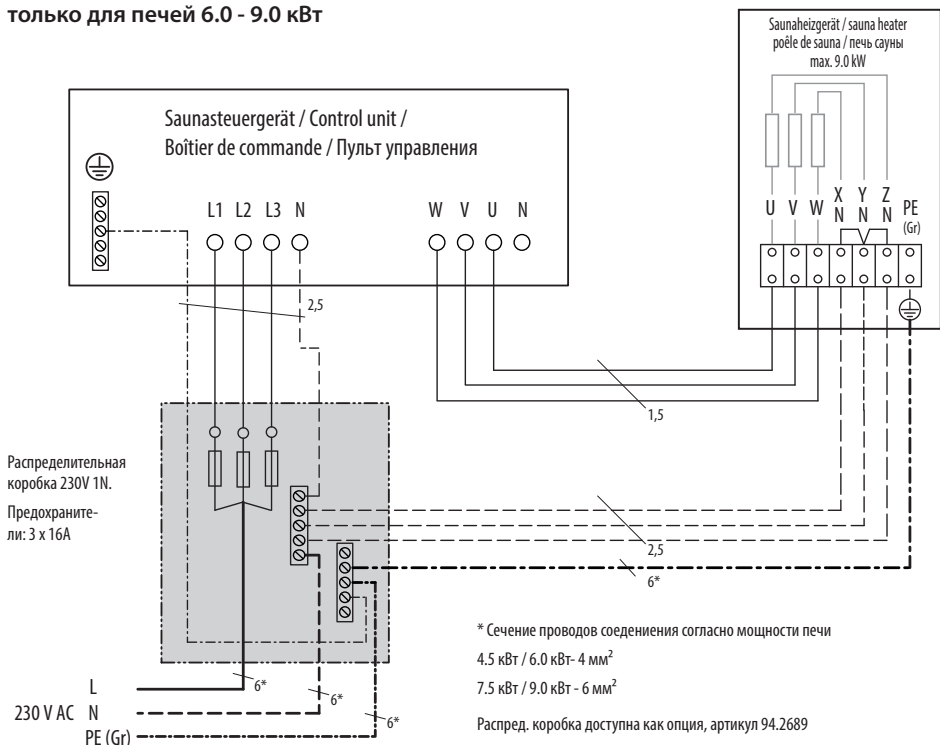 только для печей 6.0 - 9.0 кВт
Saunaheizgerät / sauna heater
poêle de sauna / печь сауны
max. 9.0 kW
Saunasteuergerät / Control unit /
Boîtier de commande / Пульт управления
L1 L2 L3 N
W V U N
U V W X Y Z PE
N N N (Gr)
2,5
1,5
Распределительная
коробка 230V 1N.
Предохраните-
ли: 3 x 16A
2,5
6*
* Сечение проводов соедениения согласно мощности печи
4.5 кВт / 6.0 кВт- 4 мм²
7.5 кВт / 9.0 кВт - 6 мм²
Распред. коробка доступна как опция, артикул 94.2689
6*
6*
6*
L
230 V AC N
PE (Gr)